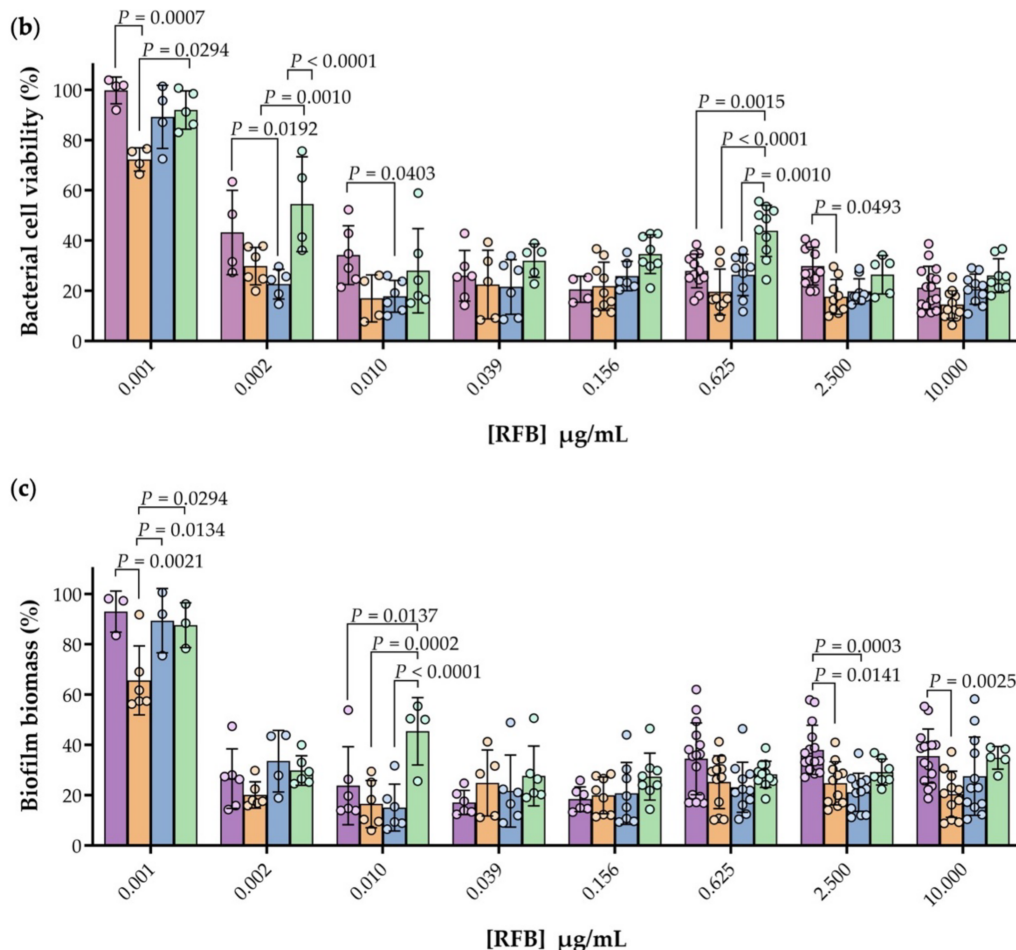 (b)
P = 0.0007
P = 0.0294
P < 0.0001
P = 0.0010
P = 0.0192
P = 0.0403
P = 0.0015
P < 0.0001
P = 0.0010
P = 0.0493
Bacterial cell viability (%)
100
80
60
40
20
0
0.001 0.002 0.010 0.039 0.156 0.625 2.500 10.000
[RFB] µg/mL
(c)
P = 0.0294
P = 0.0134
P = 0.0021
P = 0.0137
P = 0.0002
P < 0.0001
P = 0.0003
P = 0.0141
P = 0.0025
Biofilm biomass (%)
100
80
60
40
20
0
0.001 0.002 0.010 0.039 0.156 0.625 2.500 10.000
[RFB] µg/mL